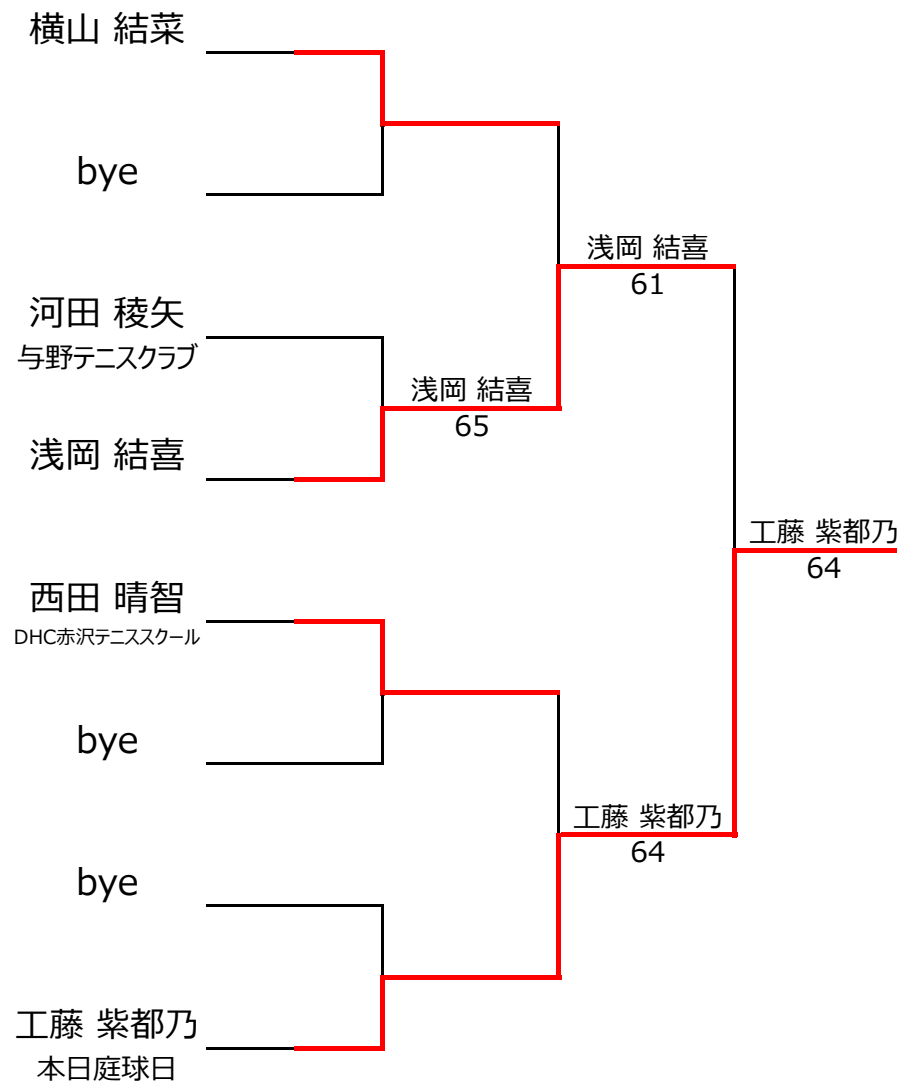 横山 結菜
bye
河田 稜矢
与野テニスクラブ
浅岡 結喜
西田 晴智
DHC赤沢テニススクール
bye
bye
工藤 紫都乃
本日庭球日
浅岡 結喜
65
浅岡 結喜
61
工藤 紫都乃
64
工藤 紫都乃
64